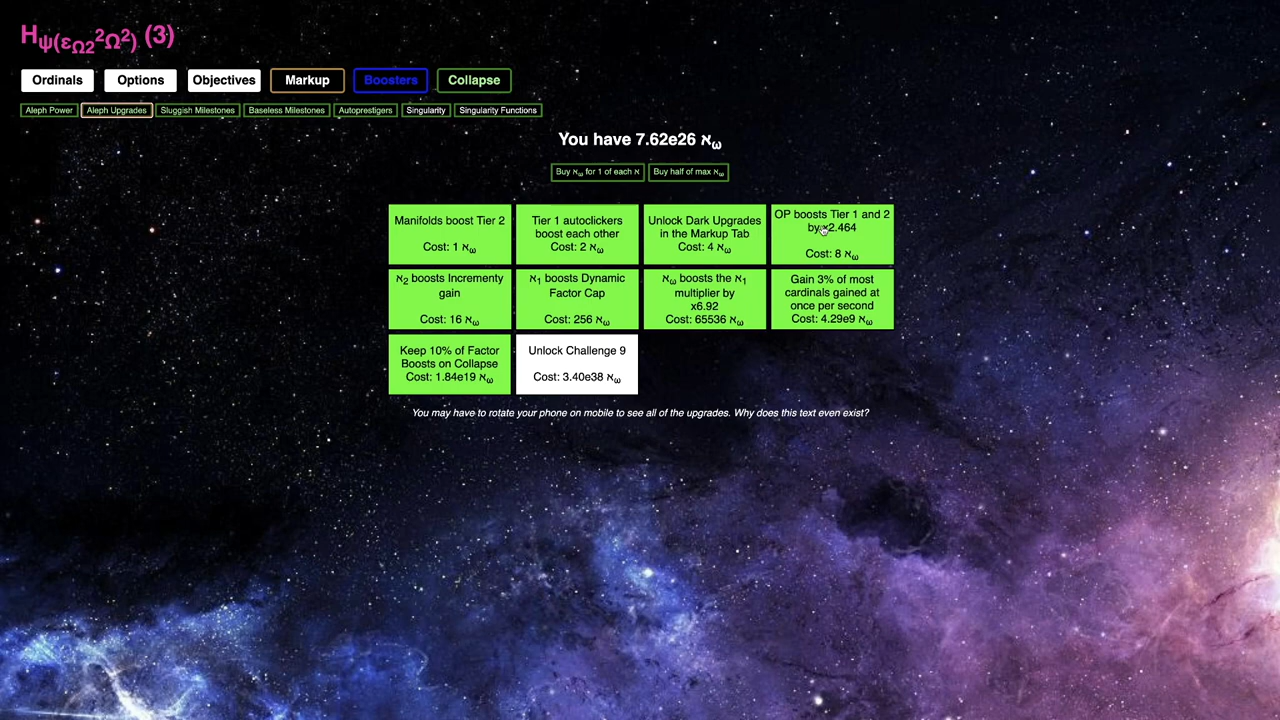 Hψ(εΩ2²Ω²) (3)
Ordinals Options Objectives Markup Boosters Collapse
Aleph Power Aleph Upgrades Sluggish Milestones Baseless Milestones Autoprestigers Singularity Singularity Functions
You have 7.62e26 ℵω
Buy ℵω for 1 of each ℵ Buy half of max ℵω
Manifolds boost Tier 2
Cost: 1 ℵω
Tier 1 autoclickers
boost each other
Cost: 2 ℵω
Unlock Dark Upgrades
in the Markup Tab
Cost: 4 ℵω
OP boosts Tier 1 and 2
by x2.464
Cost: 8 ℵω
ℵ2 boosts Incrementy
gain
Cost: 16 ℵω
ℵ1 boosts Dynamic
Factor Cap
Cost: 256 ℵω
ℵω boosts the ℵ1
multiplier by
x6.92
Cost: 65536 ℵω
Gain 3% of most
cardinals gained at
once per second
Cost: 4.29e9 ℵω
Keep 10% of Factor
Boosts on Collapse
Cost: 1.84e19 ℵω
Unlock Challenge 9
Cost: 3.40e38 ℵω
You may have to rotate your phone on mobile to see all of the upgrades. Why does this text even exist?